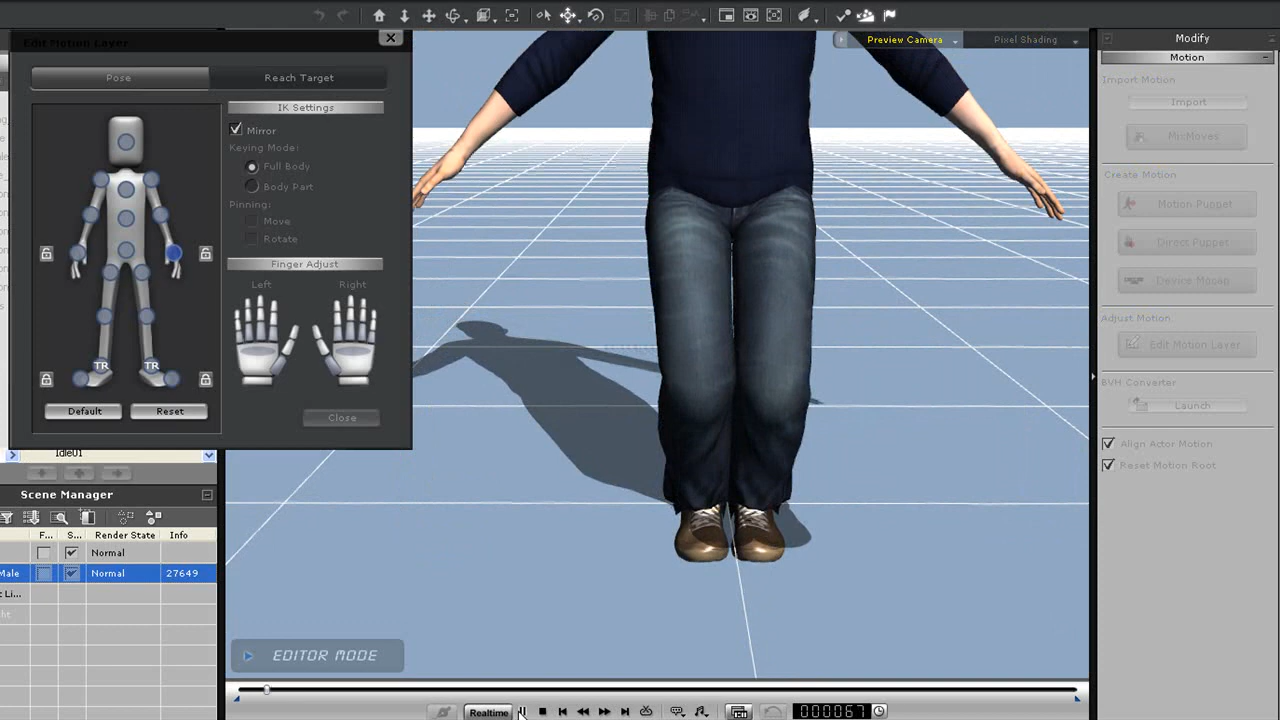 Edit Motion Layer
Preview Camera
Pixel Shading
Modify
Motion
Pose
Reach Target
Import Motion
IK Settings
Import
Mirror
MixMoves
Keying Mode:
Full Body
Create Motion
Body Part
Motion Puppet
Pinning:
Move
Rotate
Direct Puppet
Finger Adjust
Device Mocap
Left
Right
Adjust Motion
Edit Motion Layer
TR
TR
BVH Converter
Launch
Default
Reset
Close
Align Actor Motion
Idle01
Reset Motion Root
Scene Manager
F...
S...
Render State
Info
Normal
Male
Normal
27649
t Li...
ht
EDITOR MODE
Realtime
000067